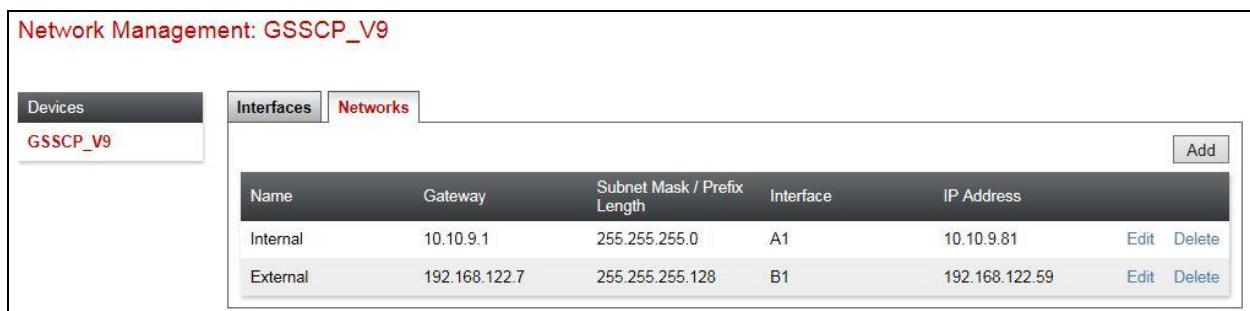 Network Management: GSSCP_V9
Devices
GSSCP_V9
Interfaces Networks
Add
Name Gateway Subnet Mask / Prefix Length Interface IP Address
Internal 10.10.9.1 255.255.255.0 A1 10.10.9.81 Edit Delete
External 192.168.122.7 255.255.255.128 B1 192.168.122.59 Edit Delete